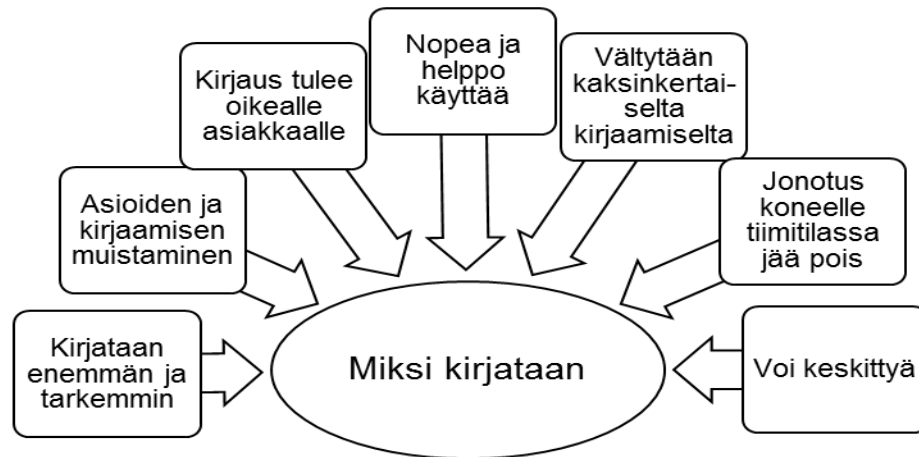 Kirjataan
enemmän ja
tarkemmin
Asioiden ja
kirjaamisen
muistaminen
Kirjaus tulee
oikealle
asiakkaalle
Nopea ja
helppo
käyttää
Vältytään
kaksinkertai-
selta
kirjaamiselta
Jonotus
koneelle
tiimitilassa
jää pois
Voi keskittyä
Miksi kirjataan